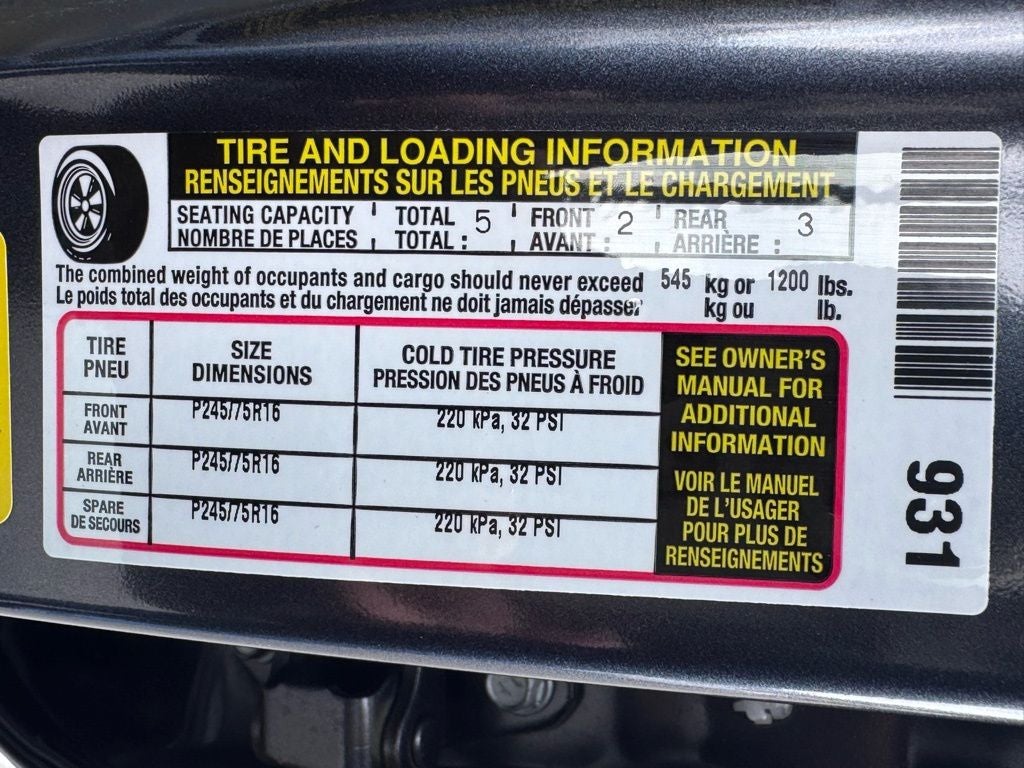 TIRE AND LOADING INFORMATION
RENSEIGNEMENTS SUR LES PNEUS ET LE CHARGEMENT
SEATING CAPACITY TOTAL 5 FRONT 2 REAR 3
NOMBRE DE PLACES TOTAL : AVANT : ARRIÈRE :
The combined weight of occupants and cargo should never exceed 545 kg or 1200 lbs.
Le poids total des occupants et du chargement ne doit jamais dépasser kg ou lb.
TIRE SIZE COLD TIRE PRESSURE
PNEU DIMENSIONS PRESSION DES PNEUS À FROID
FRONT P245/75R16 220 kPa, 32 PSI
AVANT
REAR P245/75R16 220 kPa, 32 PSI
ARRIÈRE
SPARE P245/75R16 220 kPa, 32 PSI
DE SECOURS
SEE OWNER'S
MANUAL FOR
ADDITIONAL
INFORMATION
VOIR LE MANUEL
DE L'USAGER
POUR PLUS DE
RENSEIGNEMENTS
931